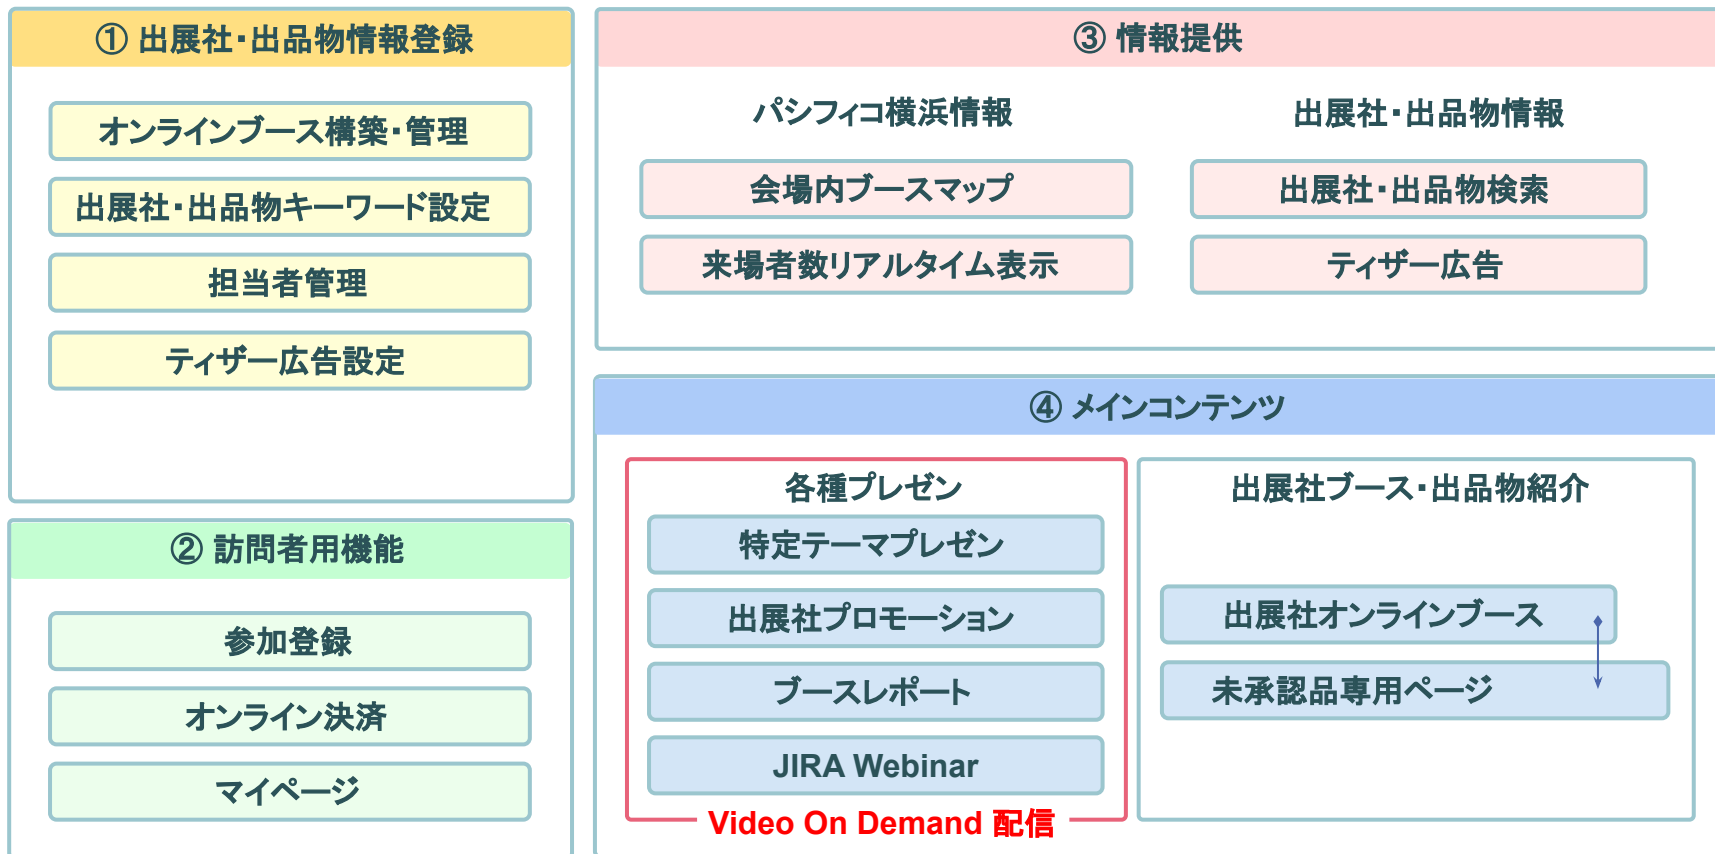 ① 出展社・出品物情報登録
オンラインブース構築・管理
出展社・出品物キーワード設定
担当者管理
ティザー広告設定
② 訪問者用機能
参加登録
オンライン決済
マイページ
③ 情報提供
パシフィコ横浜情報
会場内ブースマップ
来場者数リアルタイム表示
出展社・出品物情報
出展社・出品物検索
ティザー広告
④ メインコンテンツ
各種プレゼン
特定テーマプレゼン
出展社プロモーション
ブースレポート
JIRA Webinar
Video On Demand 配信
出展社ブース・出品物紹介
出展社オンラインブース
未承認品専用ページ